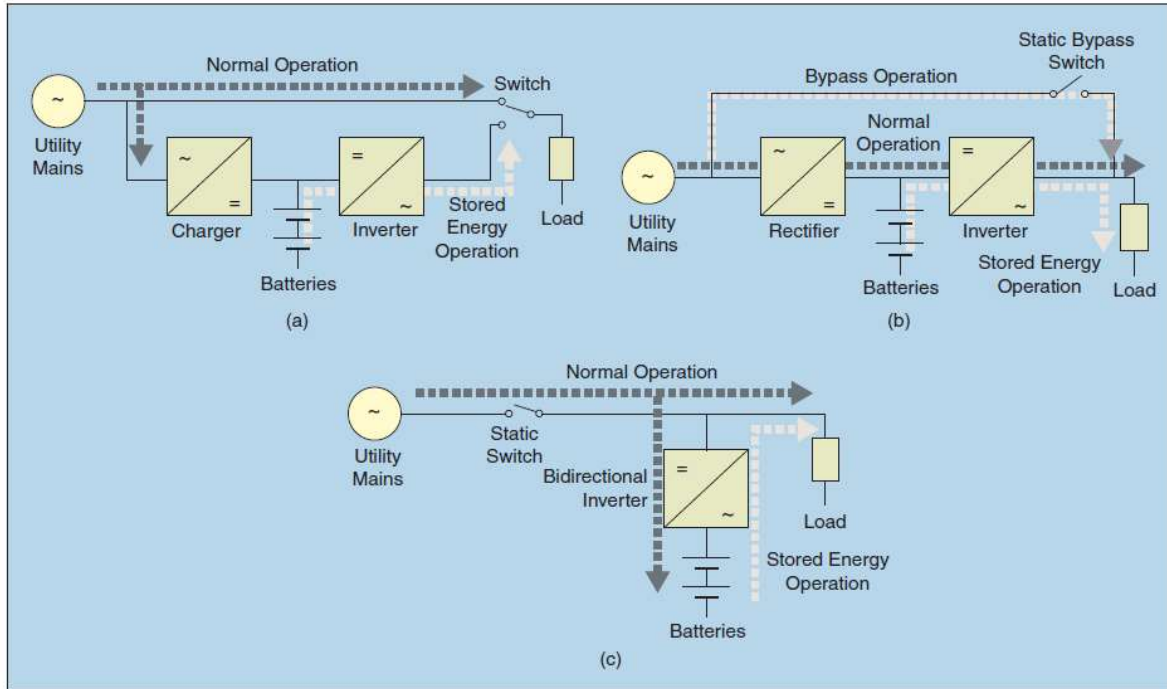 Normal Operation
Switch
~
Utility
Mains
~
=
Charger
=
~
Inverter
Stored
Energy
Operation
Load
Batteries
(a)
Static Bypass
Switch
Bypass Operation
Normal
Operation
~
Utility
Mains
~
=
Rectifier
=
~
Inverter
Stored Energy
Operation
Load
Batteries
(b)
Normal Operation
~
Utility
Mains
Static
Switch
Bidirectional
Inverter
=
~
Load
Stored Energy
Operation
Batteries
(c)